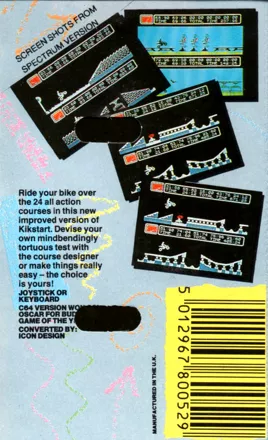 SCREEN SHOTS FROM
SPECTRUM VERSION
Ride your bike over
the 24 all action
courses in this new
improved version of
Kikstart. Devise your
own mindbendingly
tortuous test with
the course designer
or make things really
easy – the choice
is yours!
JOYSTICK OR
KEYBOARD
C64 VERSION
OSCAR FOR
GAME OF THE
CONVERTED BY:
ICON DESIGN
MANUFACTURED IN THE U.K.
5 012967 800529